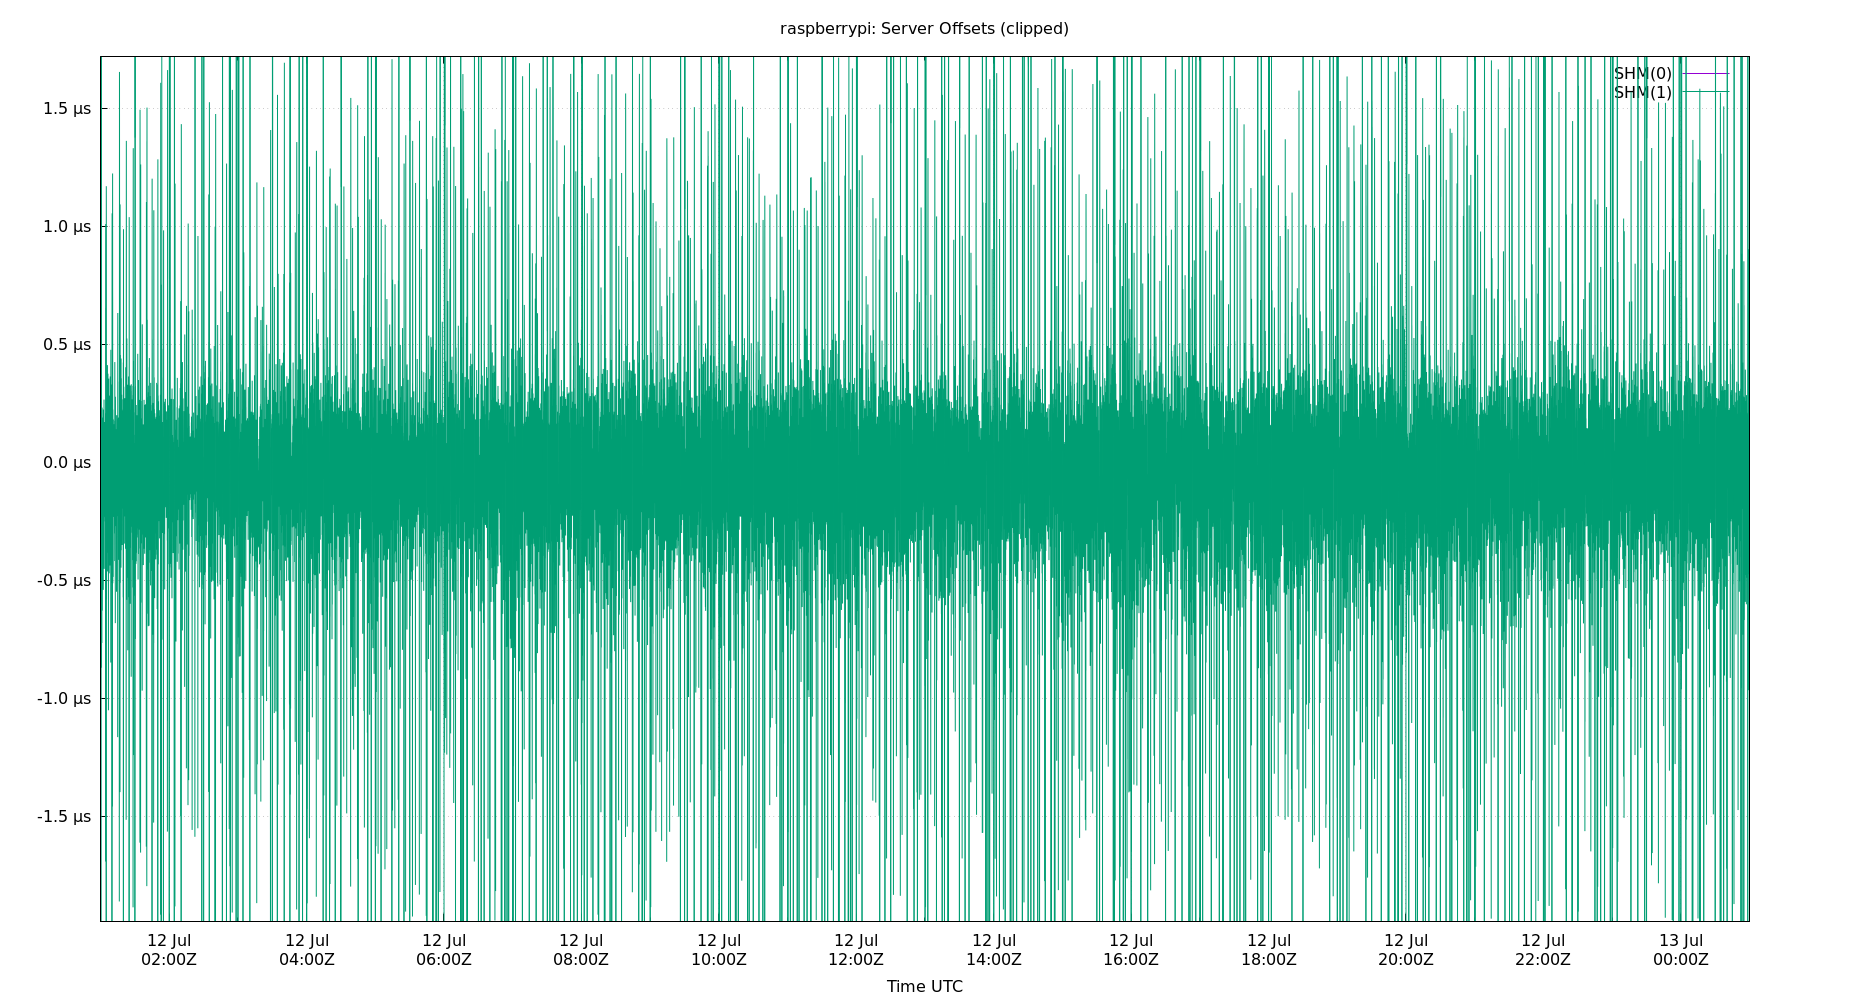 raspberrypi: Server Offsets (clipped)
SHM(0)
SHM(1)
1.5 µs
1.0 µs
0.5 µs
0.0 µs
-0.5 µs
-1.0 µs
-1.5 µs
12 Jul 12 Jul 12 Jul 12 Jul 12 Jul 12 Jul 12 Jul 12 Jul 12 Jul 12 Jul 12 Jul 13 Jul
02:00Z 04:00Z 06:00Z 08:00Z 10:00Z 12:00Z 14:00Z 16:00Z 18:00Z 20:00Z 22:00Z 00:00Z
Time UTC